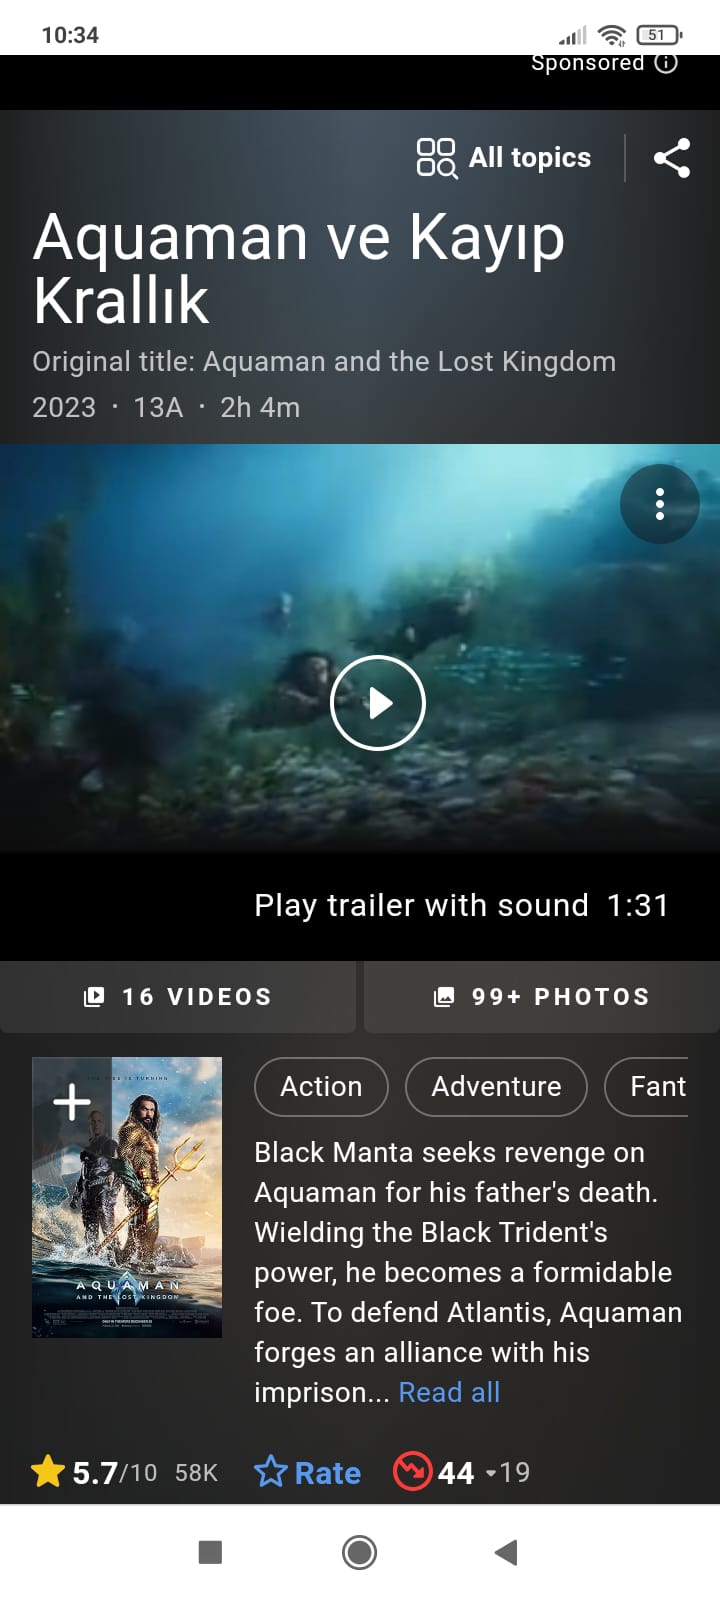 10:34
51
Sponsored
All topics
Aquaman ve Kayıp
Krallık
Original title: Aquaman and the Lost Kingdom
2023 · 13A · 2h 4m
Play trailer with sound 1:31
16 VIDEOS
99+ PHOTOS
AQUAMAN
AND THE LOST KINGDOM
Action
Adventure
Fant
Black Manta seeks revenge on
Aquaman for his father's death.
Wielding the Black Trident's
power, he becomes a formidable
foe. To defend Atlantis, Aquaman
forges an alliance with his
imprison... Read all
5.7/10 58K
Rate
44
19